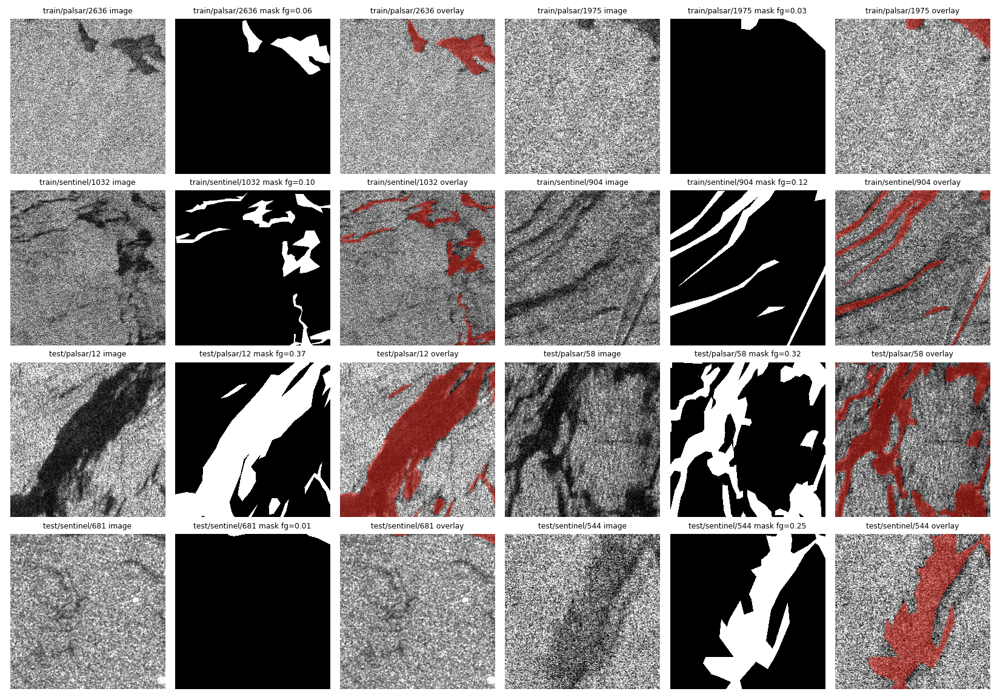 train/palsar/2636 image
train/palsar/2636 mask fg=0.06
train/palsar/2636 overlay
train/palsar/1975 image
train/palsar/1975 mask fg=0.03
train/palsar/1975 overlay
train/sentinel/1032 image
train/sentinel/1032 mask fg=0.10
train/sentinel/1032 overlay
train/sentinel/904 image
train/sentinel/904 mask fg=0.12
train/sentinel/904 overlay
test/palsar/12 image
test/palsar/12 mask fg=0.37
test/palsar/12 overlay
test/palsar/58 image
test/palsar/58 mask fg=0.32
test/palsar/58 overlay
test/sentinel/681 image
test/sentinel/681 mask fg=0.01
test/sentinel/681 overlay
test/sentinel/544 image
test/sentinel/544 mask fg=0.25
test/sentinel/544 overlay